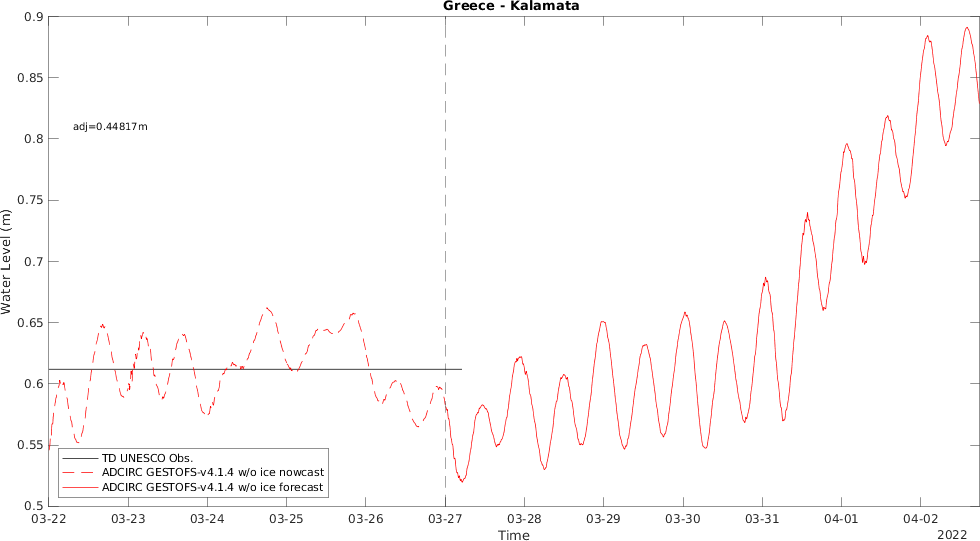 Greece - Kalamata
0.9
0.85
0.8
0.75
0.7
0.65
0.6
0.55
0.5
Water Level (m)
adj=0.44817m
TD UNESCO Obs.
ADCIRC GESTOFS-v4.1.4 w/o ice nowcast
ADCIRC GESTOFS-v4.1.4 w/o ice forecast
03-22 03-23 03-24 03-25 03-26 03-27 03-28 03-29 03-30 03-31 04-01 04-02
Time
2022